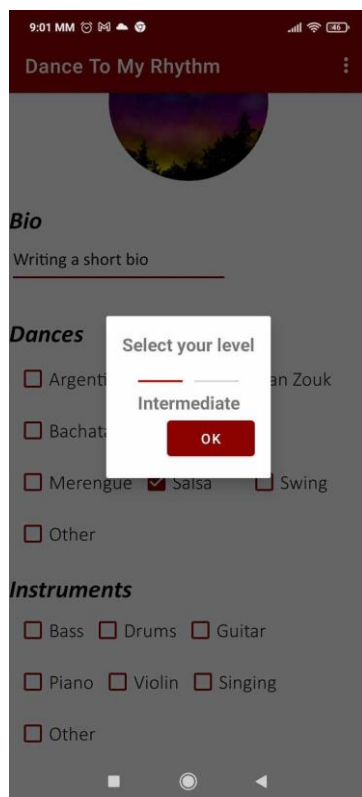 9:01 MM 46
Dance To My Rhythm
Bio
Writing a short bio
Dances
Select your level
Intermediate
OK
Argenti an Zouk
Bachata
Merengue Salsa Swing
Other
Instruments
Bass Drums Guitar
Piano Violin Singing
Other